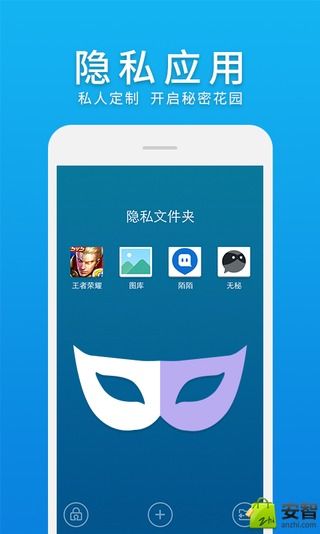 隐私应用
私人定制 开启秘密花园
隐私文件夹
5V5
王者荣耀 图库 陌陌 无秘
安智
anzhi.com